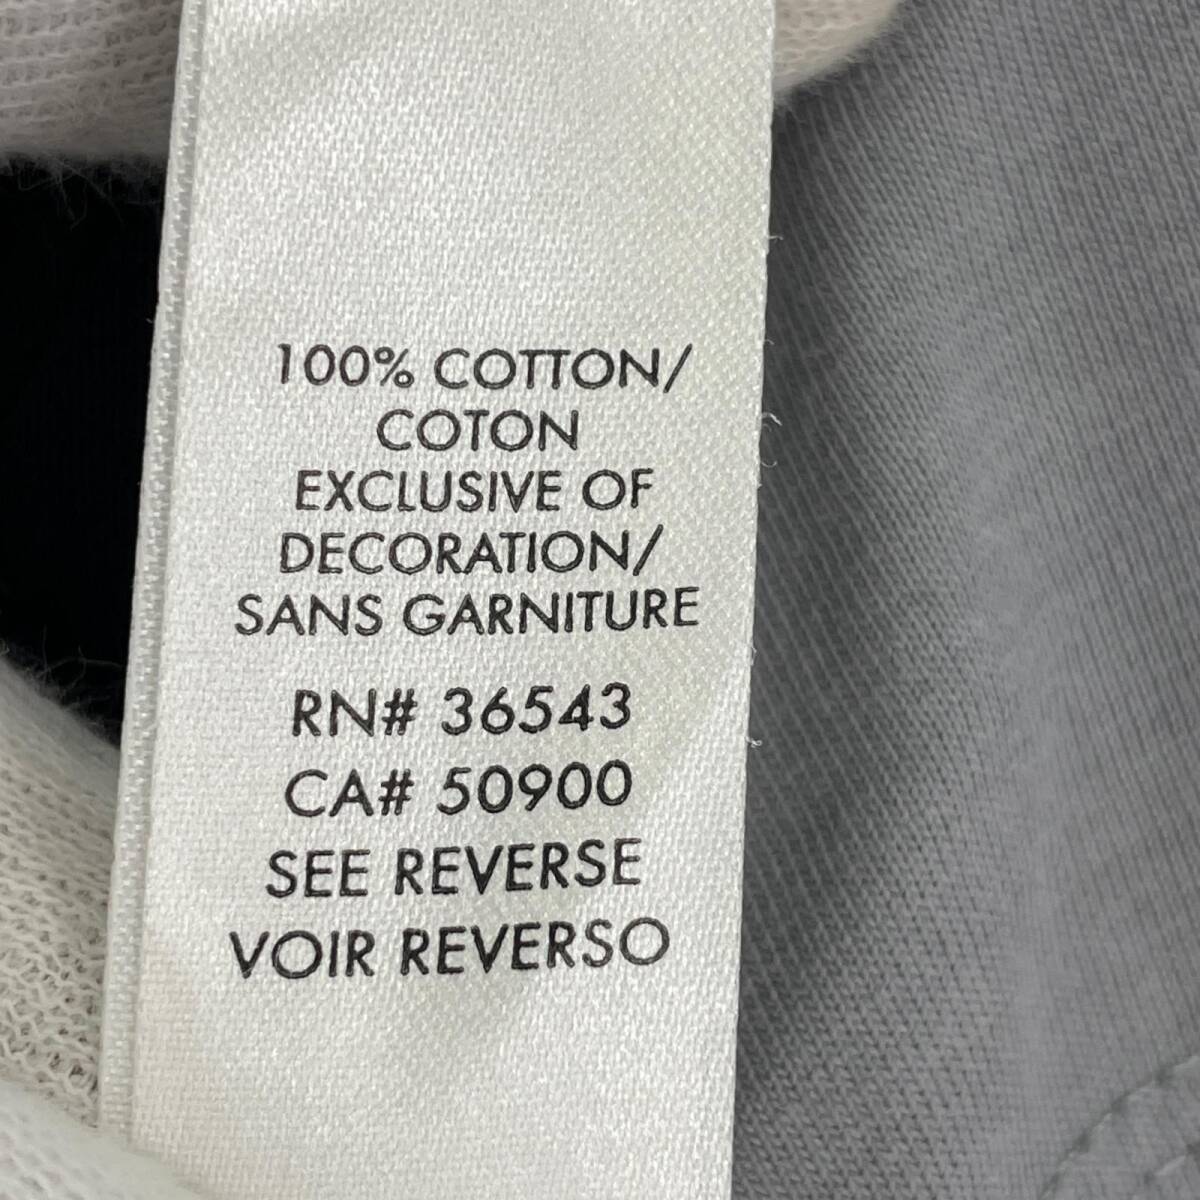 100% COTTON/
COTON
EXCLUSIVE OF
DECORATION/
SANS GARNITURE
RN# 36543
CA# 50900
SEE REVERSE
VOIR REVERSO